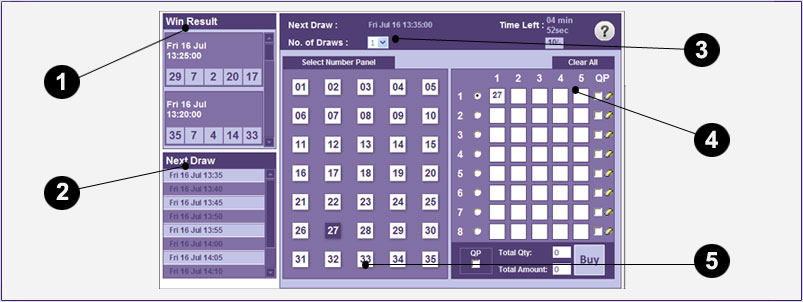 Win Result
Fri 16 Jul
13:25:00
29 7 2 20 17
Fri 16 Jul
13:20:00
35 7 4 14 33
Next Draw
Fri 16 Jul 13:35
Fri 16 Jul 13:40
Fri 16 Jul 13:45
Fri 16 Jul 13:50
Fri 16 Jul 13:55
Fri 16 Jul 14:00
Fri 16 Jul 14:05
Fri 16 Jul 14:10
Next Draw : Fri Jul 16 13:35:00
Time Left : 04 min
52sec
No. of Draws : 1
?
Select Number Panel
01 02 03 04 05
06 07 08 09 10
11 12 13 14 15
16 17 18 19 20
21 22 23 24 25
26 27 28 29 30
31 32 33 34 35
Clear All
1 2 3 4 5 QP
1 27
2
3
4
5
6
7
8
QP
Total Qty: 0
Total Amount: 0
Buy
1
2
3
4
5